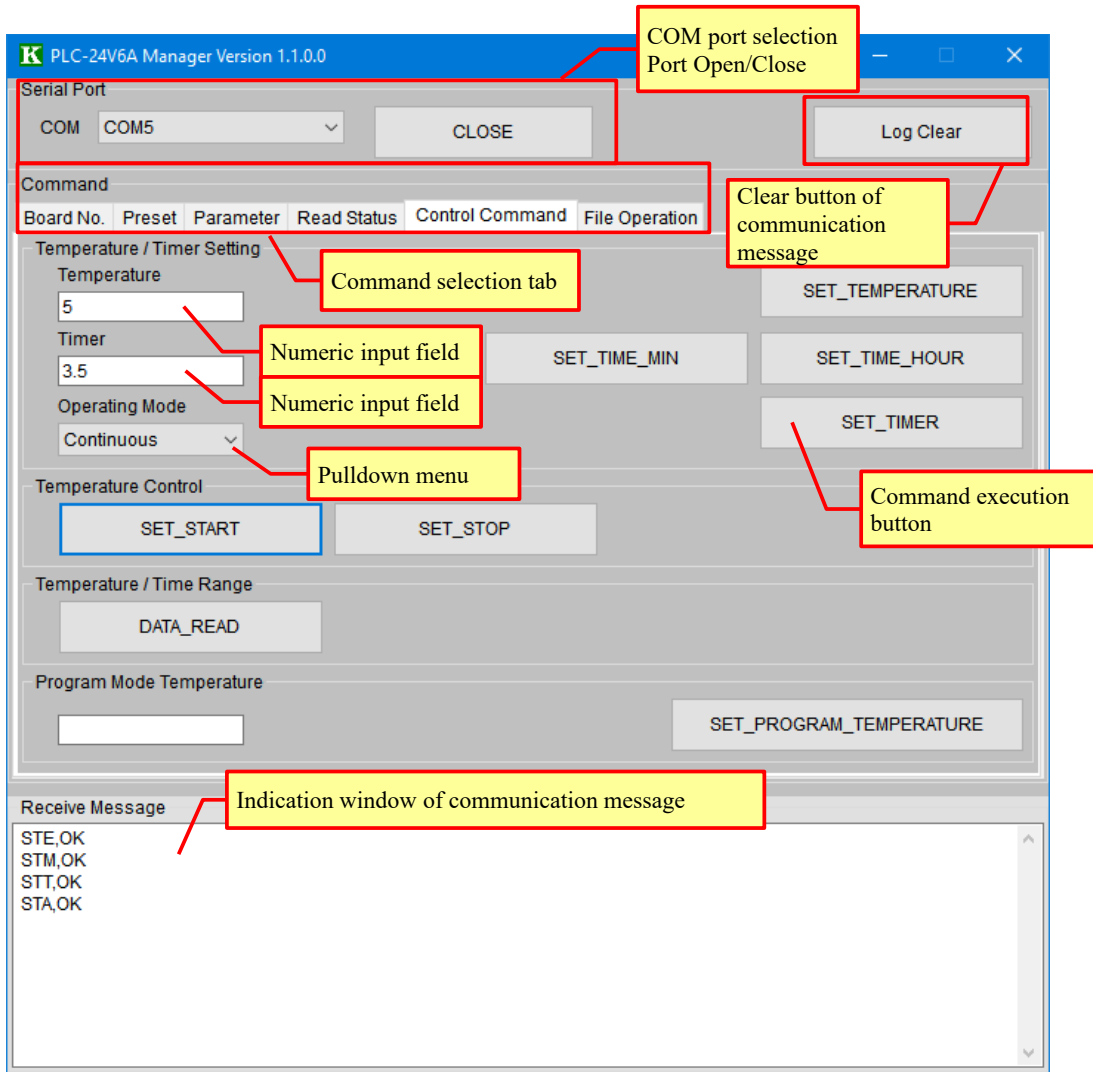 COM port selection
Port Open/Close
K PLC-24V6A Manager Version 1.1.0.0
Serial Port
COM COM5 CLOSE Log Clear
Command
Clear button of
communication
message
Board No. Preset Parameter Read Status Control Command File Operation
Temperature / Timer Setting
Command selection tab
Temperature
5
SET_TEMPERATURE
Timer
Numeric input field
3.5
SET_TIME_MIN SET_TIME_HOUR
Numeric input field
Operating Mode
Continuous
SET_TIMER
Pulldown menu
Command execution
button
Temperature Control
SET_START SET_STOP
Temperature / Time Range
DATA_READ
Program Mode Temperature
SET_PROGRAM_TEMPERATURE
Indication window of communication message
Receive Message
STE,OK
STM,OK
STT,OK
STA,OK